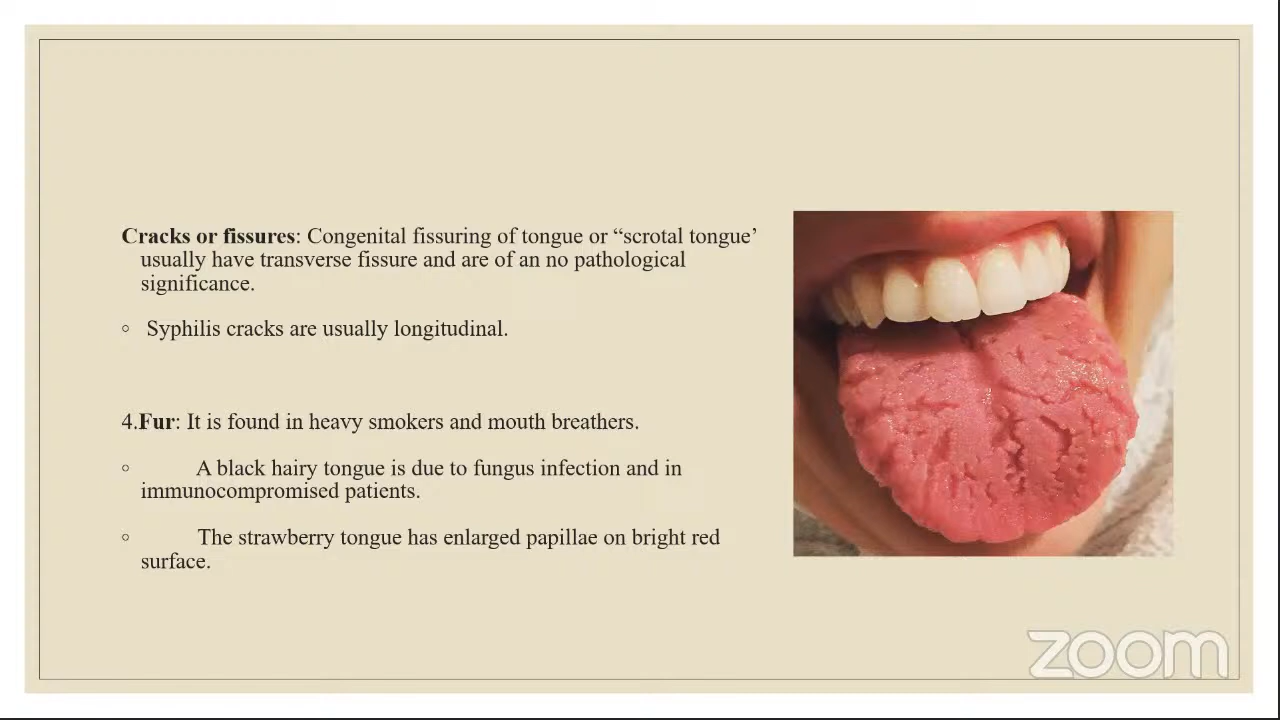 Cracks or fissures: Congenital fissuring of tongue or “scrotal tongue’
usually have transverse fissure and are of an no pathological
significance.
◦ Syphilis cracks are usually longitudinal.
4.Fur: It is found in heavy smokers and mouth breathers.
◦ A black hairy tongue is due to fungus infection and in
immunocompromised patients.
◦ The strawberry tongue has enlarged papillae on bright red
surface.
zoom